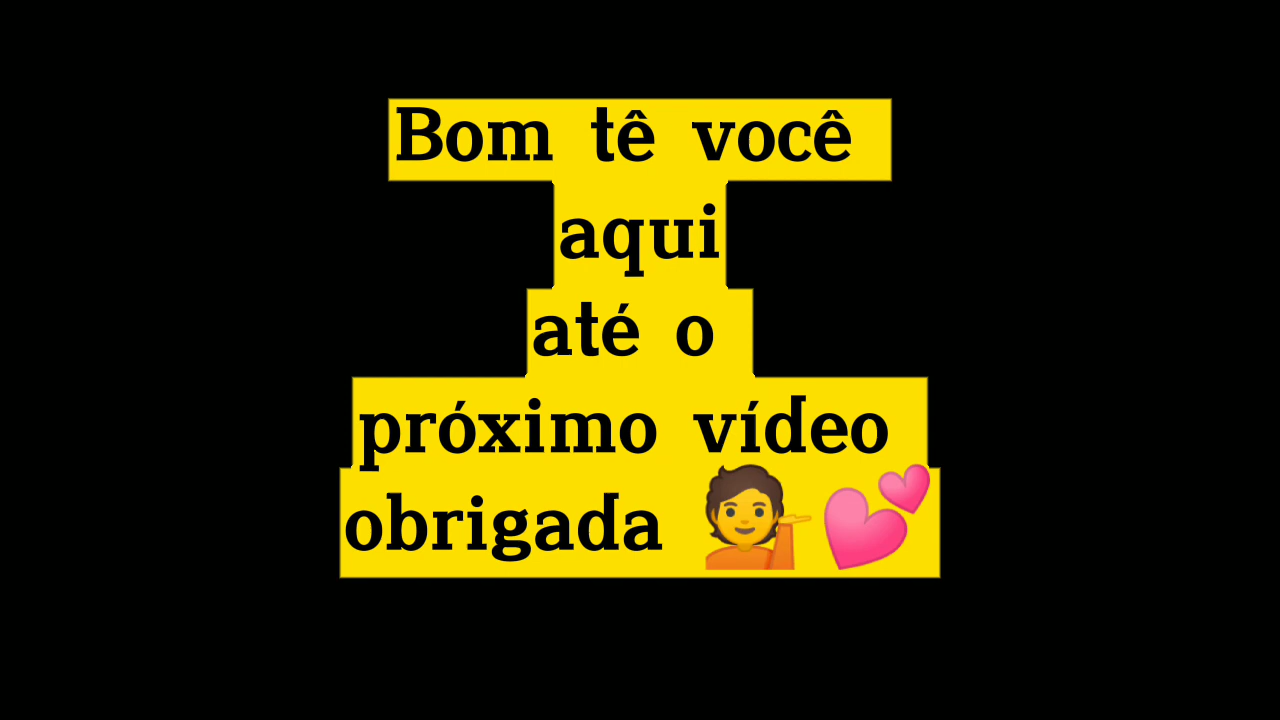 Bom tê você
aqui
até o
próximo vídeo
obrigada 💁💕